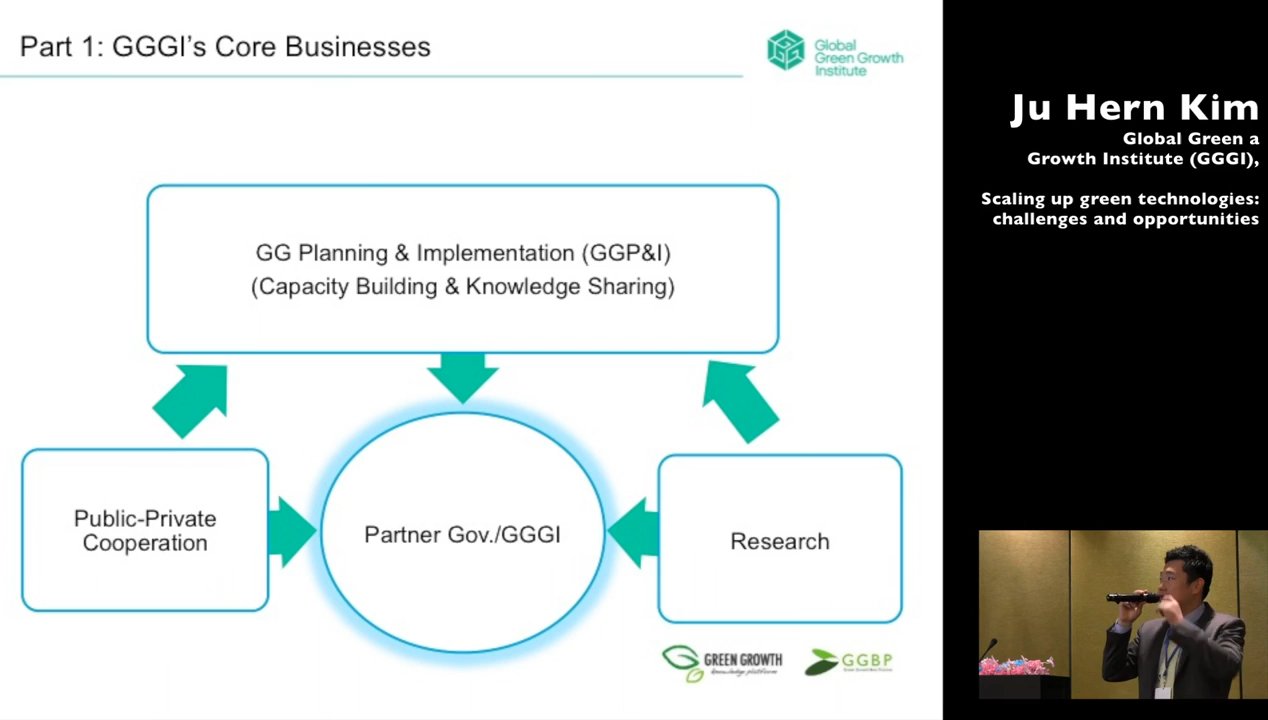 Part 1: GGGI's Core Businesses
Global
Green Growth
Institute
Ju Hern Kim
Global Green a
Growth Institute (GGGI),
Scaling up green technologies:
challenges and opportunities
GG Planning & Implementation (GGP&I)
(Capacity Building & Knowledge Sharing)
Public-Private
Cooperation
Partner Gov./GGGI
Research
GREEN GROWTH
knowledge platform
GGBP